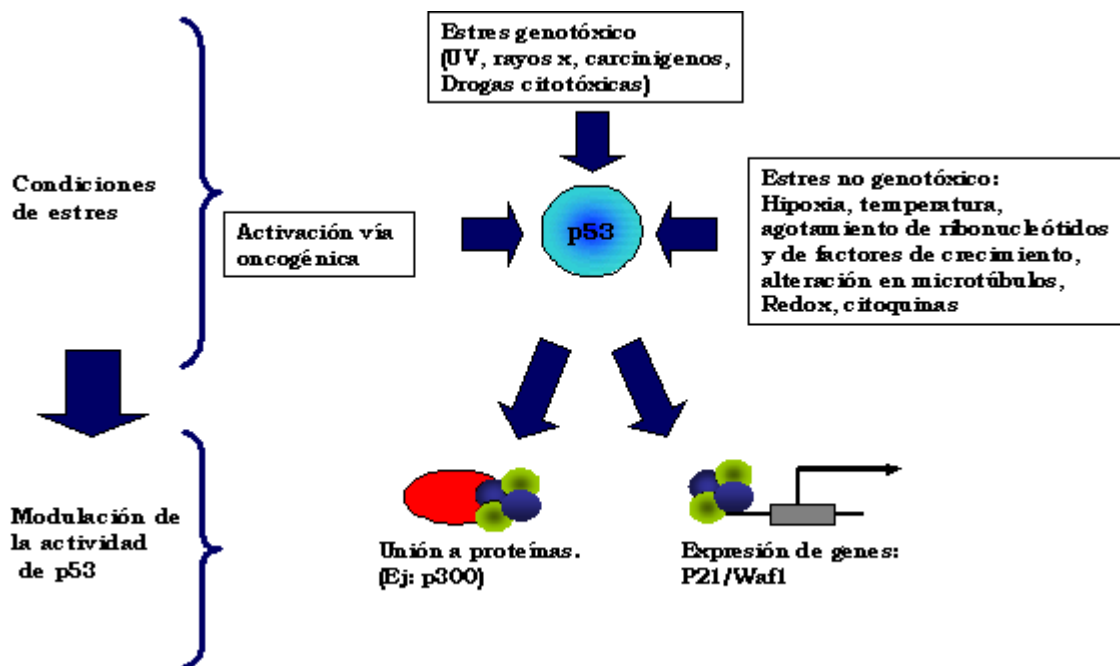 Estres genotóxico
(UV, rayos x, carcinigenos,
Drogas citotóxicas)
Condiciones
de estres
Activación vía
oncogénica
p53
Estres no genotóxico:
Hipoxia, temperatura,
agotamiento de ribonucleótidos
y de factores de crecimiento,
alteración en microtúbulos,
Redox, citoquinas
Modulación de
la actividad
de p53
Unión a proteínas.
(Ej: p300)
Expresión de genes:
P21/Waf1